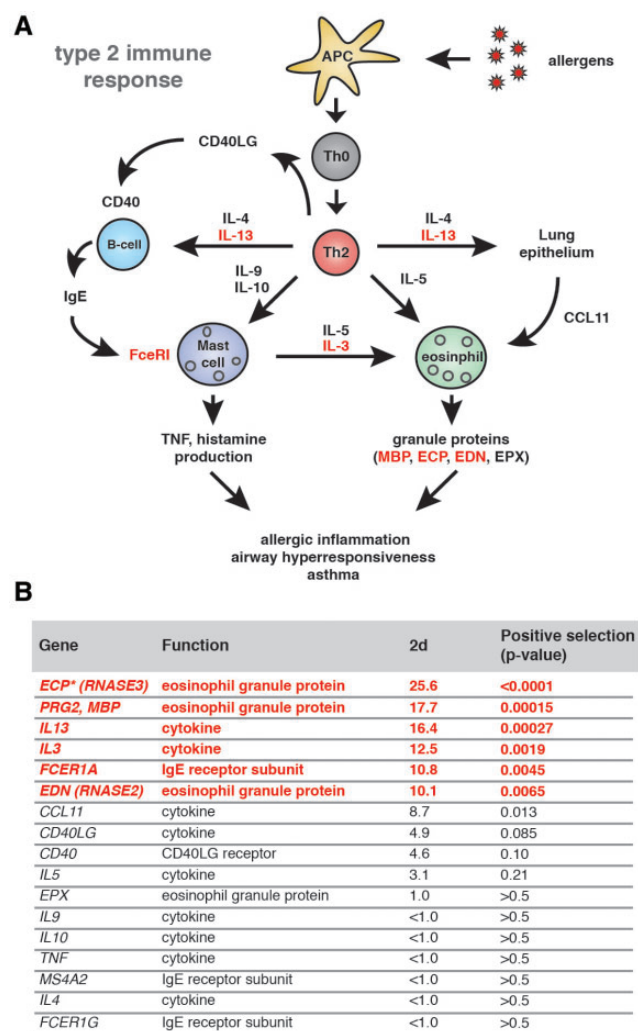 A
type 2 immune
response
APC
allergens
Th0
CD40LG
CD40
B-cell
IL-4
IL-13
Th2
IL-4
IL-13
Lung
epithelium
IgE
IL-9
IL-10
IL-5
CCL11
FceRI
Mast
cell
IL-5
IL-3
eosinphil
TNF, histamine
production
granule proteins
(MBP, ECP, EDN, EPX)
allergic inflammation
airway hyperresponsiveness
asthma
B
Gene Function 2d Positive selection
(p-value)
ECP* (RNASE3) eosinophil granule protein 25.6 <0.0001
PRG2, MBP eosinophil granule protein 17.7 0.00015
IL13 cytokine 16.4 0.00027
IL3 cytokine 12.5 0.0019
FCER1A IgE receptor subunit 10.8 0.0045
EDN (RNASE2) eosinophil granule protein 10.1 0.0065
CCL11 cytokine 8.7 0.013
CD40LG cytokine 4.9 0.085
CD40 CD40LG receptor 4.6 0.10
IL5 cytokine 3.1 0.21
EPX eosinophil granule protein 1.0 >0.5
IL9 cytokine <1.0 >0.5
IL10 cytokine <1.0 >0.5
TNF cytokine <1.0 >0.5
MS4A2 IgE receptor subunit <1.0 >0.5
IL4 cytokine <1.0 >0.5
FCER1G IgE receptor subunit <1.0 >0.5